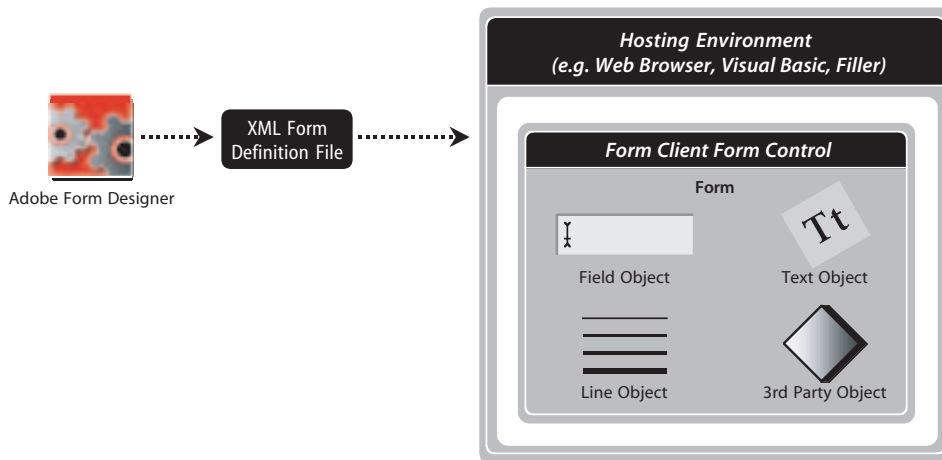 Hosting Environment
(e.g. Web Browser, Visual Basic, Filler)
XML Form
Definition File
Adobe Form Designer
Form Client Form Control
Form
Tt
Field Object
Text Object
Line Object
3rd Party Object